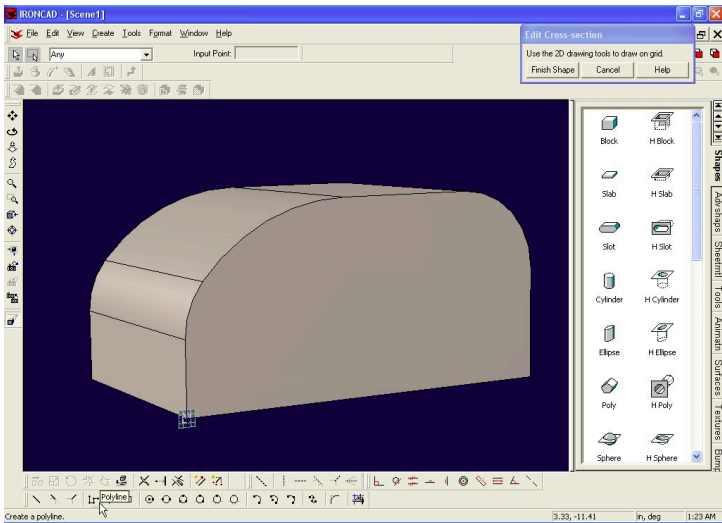 IRONCAD - [Scene1]
File Edit View Create Tools Format Window Help
Any
Input Point:
Edit Cross-section
Use the 2D drawing tools to draw on grid.
Finish Shape Cancel Help
Block H Block
Slab H Slab
Slot H Slot
Cylinder H Cylinder
Ellipse H Ellipse
Poly H Poly
Sphere H Sphere
Shapes
Adv shaps
Sheetmtl
Tools
Animatn
Surfaces
Textures
Bump
Polyline
Create a polyline.
3.33, -11.41
in, deg
1:23 AM